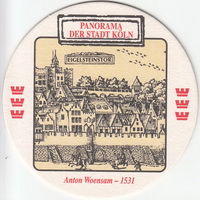 PANORAMA
DER STADT KÖLN
EIGELSTEINSTOR
Anton Woensam – 1531